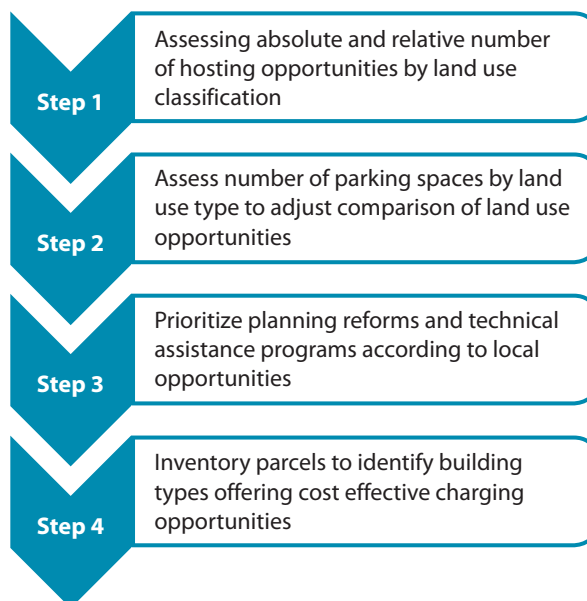 Step 1
Assessing absolute and relative number
of hosting opportunities by land use
classification
Step 2
Assess number of parking spaces by land
use type to adjust comparison of land use
opportunities
Step 3
Prioritize planning reforms and technical
assistance programs according to local
opportunities
Step 4
Inventory parcels to identify building
types offering cost effective charging
opportunities